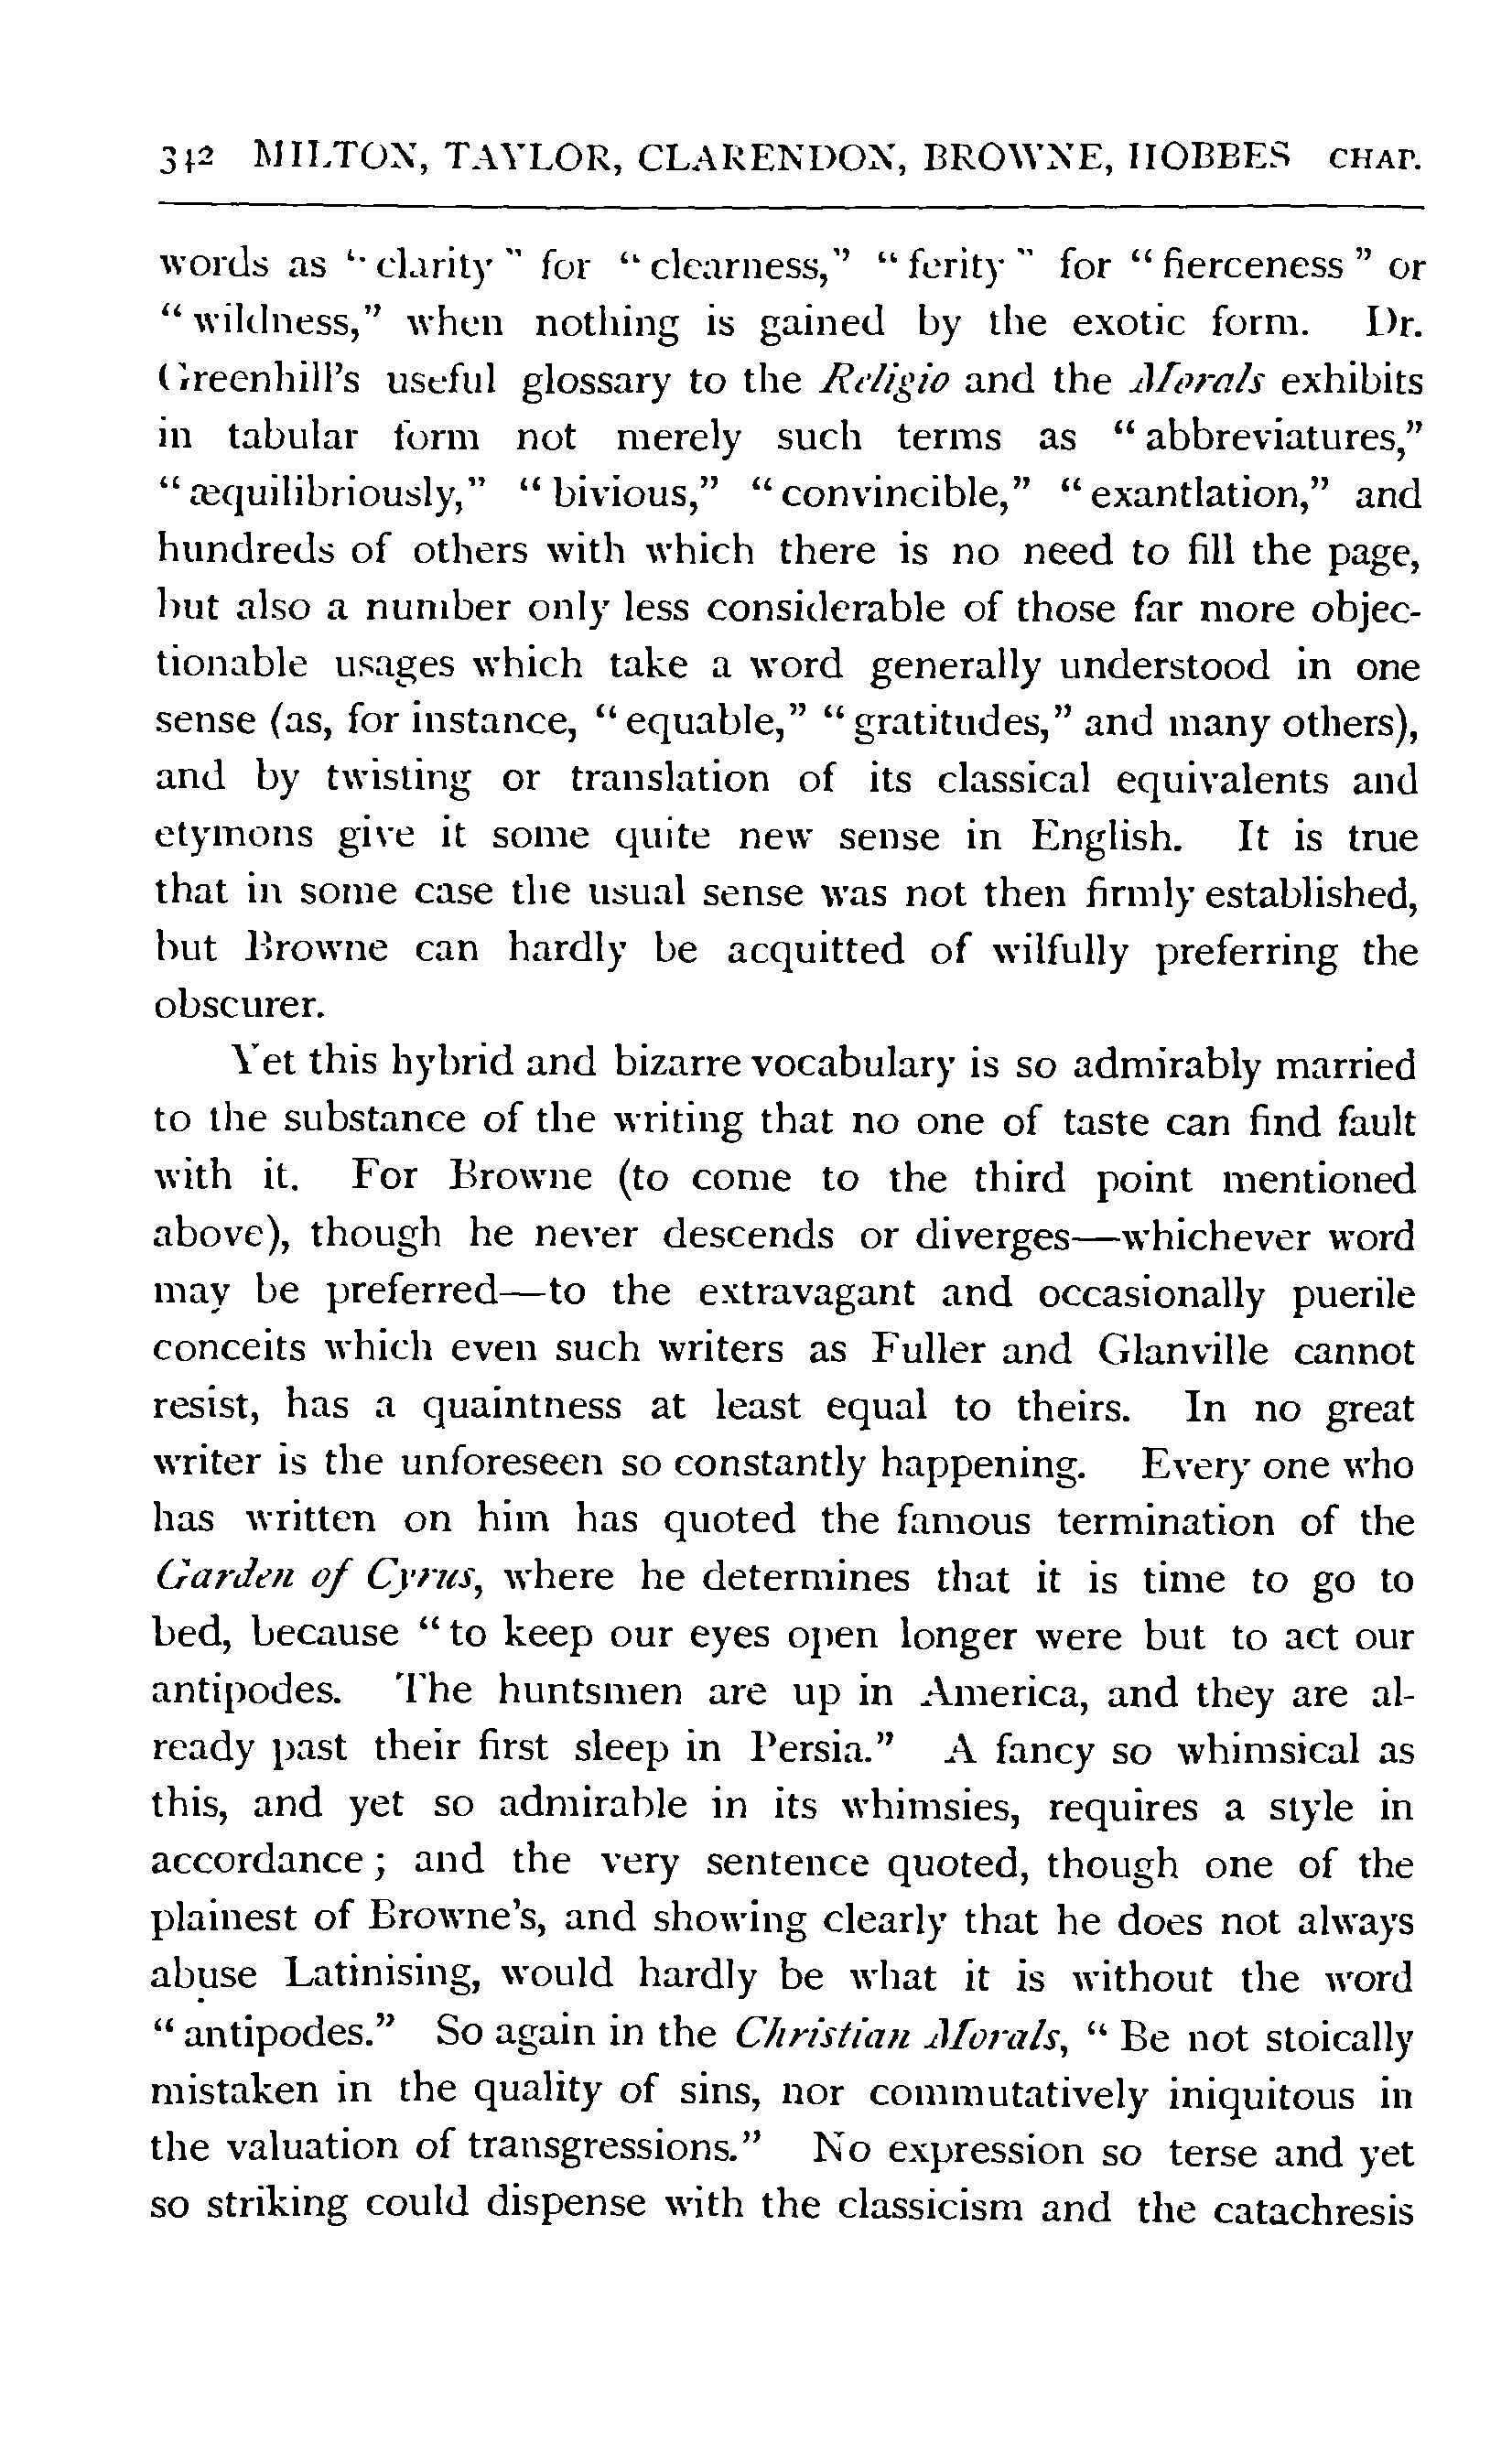 342 MILTON, TAYLOR, CLARENDON, BROWNE, HOBBES CHAP.
words as “clarity” for “clearness,” “ferity” for “fierceness” or
“wildness,” when nothing is gained by the exotic form. Dr.
Greenhill’s useful glossary to the Religio and the Morals exhibits
in tabular form not merely such terms as “abbreviatures,”
“æquilibriously,” “bivious,” “convincible,” “exantlation,” and
hundreds of others with which there is no need to fill the page,
but also a number only less considerable of those far more objec-
tionable usages which take a word generally understood in one
sense (as, for instance, “equable,” “gratitudes,” and many others),
and by twisting or translation of its classical equivalents and
etymons give it some quite new sense in English. It is true
that in some case the usual sense was not then firmly established,
but Browne can hardly be acquitted of wilfully preferring the
obscurer.
Yet this hybrid and bizarre vocabulary is so admirably married
to the substance of the writing that no one of taste can find fault
with it. For Browne (to come to the third point mentioned
above), though he never descends or diverges—whichever word
may be preferred—to the extravagant and occasionally puerile
conceits which even such writers as Fuller and Glanville cannot
resist, has a quaintness at least equal to theirs. In no great
writer is the unforeseen so constantly happening. Every one who
has written on him has quoted the famous termination of the
Garden of Cyrus, where he determines that it is time to go to
bed, because “to keep our eyes open longer were but to act our
antipodes. The huntsmen are up in America, and they are al-
ready past their first sleep in Persia.” A fancy so whimsical as
this, and yet so admirable in its whimsies, requires a style in
accordance; and the very sentence quoted, though one of the
plainest of Browne’s, and showing clearly that he does not always
abuse Latinising, would hardly be what it is without the word
“antipodes.” So again in the Christian Morals, “Be not stoically
mistaken in the quality of sins, nor commutatively iniquitous in
the valuation of transgressions.” No expression so terse and yet
so striking could dispense with the classicism and the catachresis